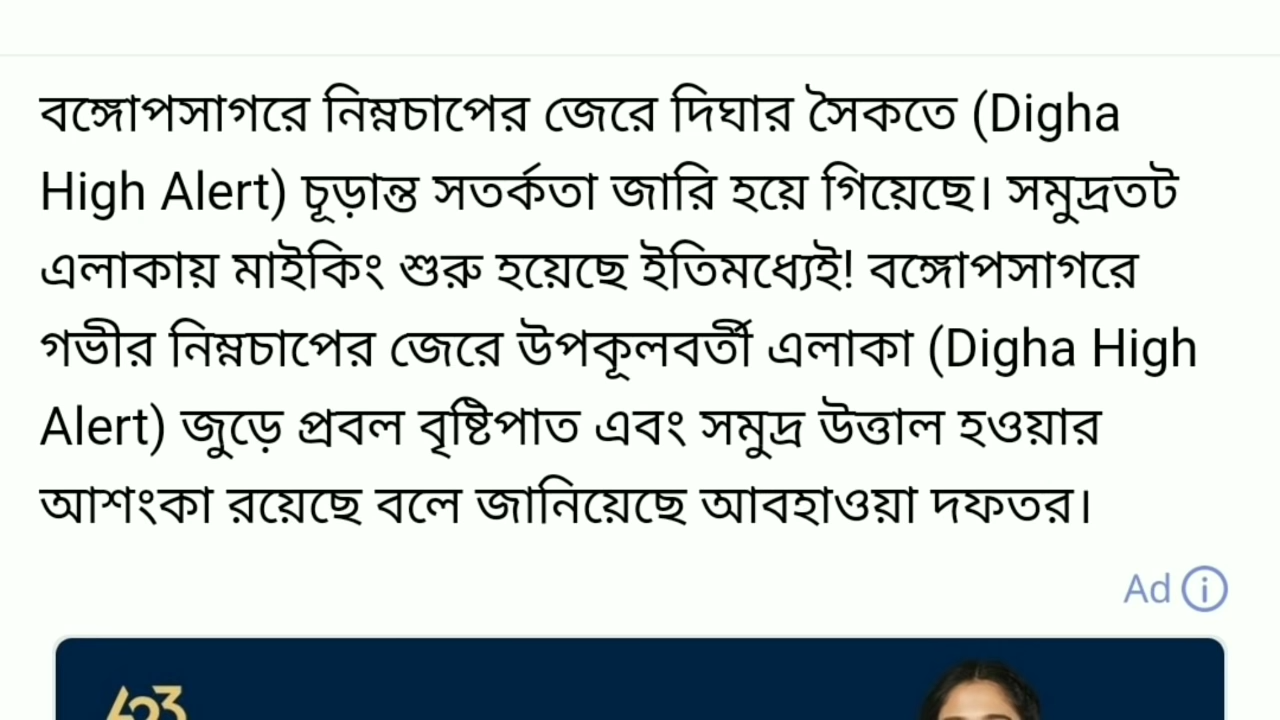 বঙ্গোপসাগরে নিম্নচাপের জেরে দিঘার সৈকতে (Digha
High Alert) চূড়ান্ত সতর্কতা জারি হয়ে গিয়েছে। সমুদ্রতট
এলাকায় মাইকিং শুরু হয়েছে ইতিমধ্যেই! বঙ্গোপসাগরে
গভীর নিম্নচাপের জেরে উপকূলবর্তী এলাকা (Digha High
Alert) জুড়ে প্রবল বৃষ্টিপাত এবং সমুদ্র উত্তাল হওয়ার
আশংকা রয়েছে বলে জানিয়েছে আবহাওয়া দফতর।
Ad